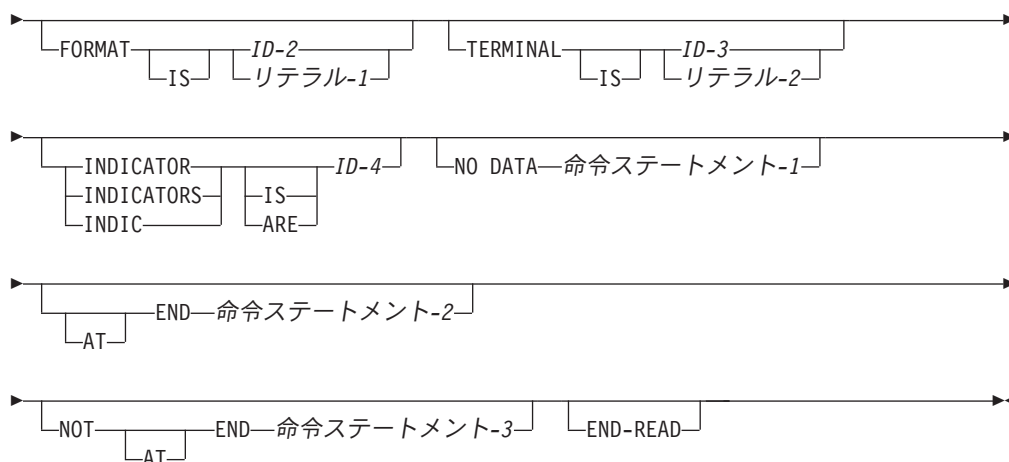 FORMAT IS ID-2 リテラル-1 TERMINAL IS ID-3 リテラル-2
INDICATOR INDICATORS INDIC IS ARE ID-4 NO DATA 命令ステートメント-1
AT END 命令ステートメント-2
NOT AT END 命令ステートメント-3 END-READ